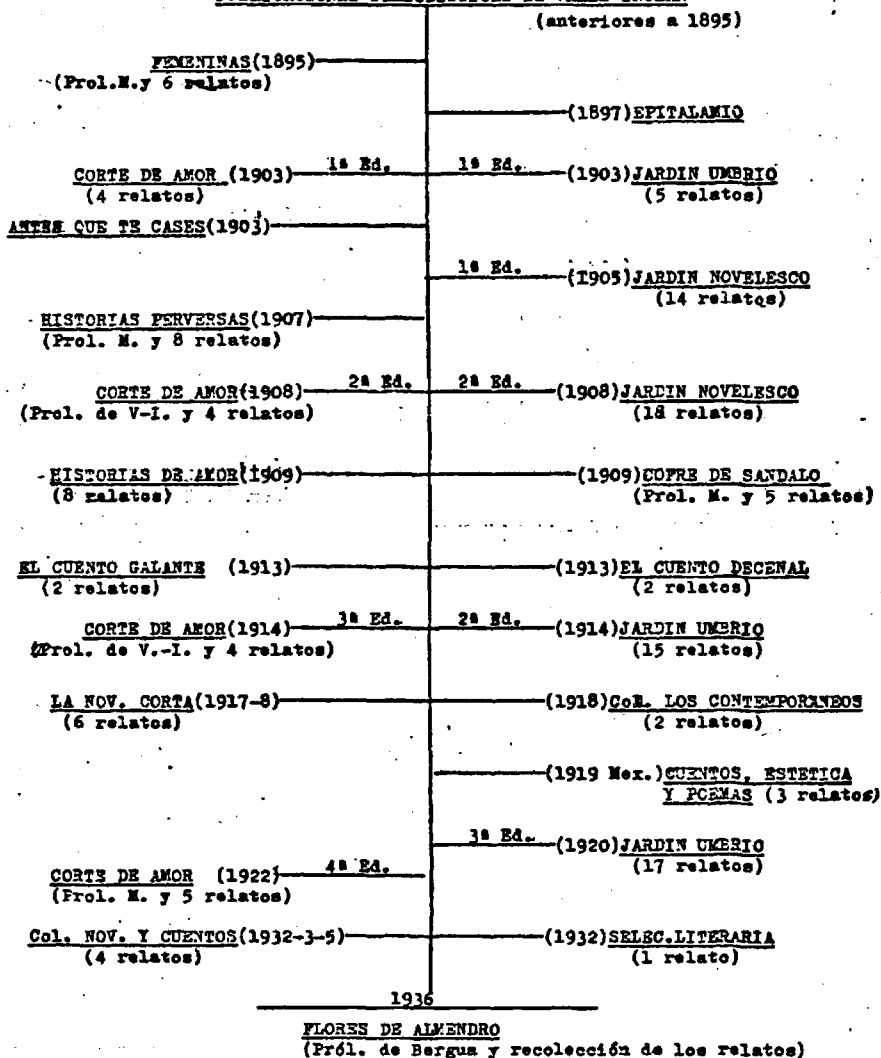 (anteriores a 1895)
FEMENINAS(1895)
(Prol.M.y 6 relatos)
(1897)EPITALAMIO
CORTE DE AMOR (1903) 1ª Ed. 1ª Ed. (1903)JARDIN UMBRIO
(4 relatos) (5 relatos)
ANTES QUE TE CASES(1903)
1ª Ed. (1905)JARDIN NOVELESCO
(14 relatos)
HISTORIAS PERVERSAS(1907)
(Prol. M. y 8 relatos)
CORTE DE AMOR(1908) 2ª Ed. 2ª Ed. (1908)JARDIN NOVELESCO
(Prol. de V-I. y 4 relatos) (18 relatos)
HISTORIAS DE AMOR(1909) (1909)COFRE DE SANDALO
(8 relatos) (Prol. M. y 5 relatos)
EL CUENTO GALANTE (1913) (1913)EL CUENTO DECENAL
(2 relatos) (2 relatos)
CORTE DE AMOR(1914) 3ª Ed. 2ª Ed. (1914)JARDIN UMBRIO
(Prol. de V.-I. y 4 relatos) (15 relatos)
LA NOV. CORTA(1917-8) (1918)Col. LOS CONTEMPORANEOS
(6 relatos) (2 relatos)
(1919 Mex.)CUENTOS, ESTETICA
Y POEMAS (3 relatos)
3ª Ed. (1920)JARDIN UMBRIO
(17 relatos)
CORTE DE AMOR (1922) 4ª Ed.
(Prol. M. y 5 relatos)
Col. NOV. Y CUENTOS(1932-3-5) (1932)SELEC.LITERARIA
(4 relatos) (1 relato)
1936
FLORES DE ALMENDRO
(Pról. de Bergua y recolección de los relatos)